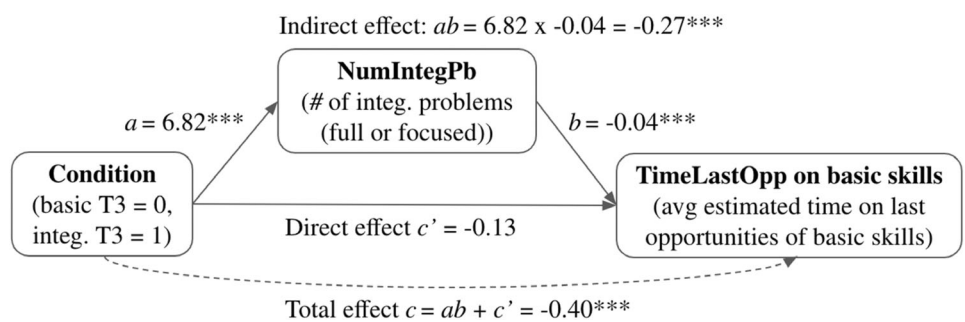 Indirect effect: ab = 6.82 x -0.04 = -0.27***
NumIntegPb
(# of integ. problems
(full or focused))
a = 6.82***
b = -0.04***
Condition
(basic T3 = 0,
integ. T3 = 1)
TimeLastOpp on basic skills
(avg estimated time on last
opportunities of basic skills)
Direct effect c’ = -0.13
Total effect c = ab + c’ = -0.40***